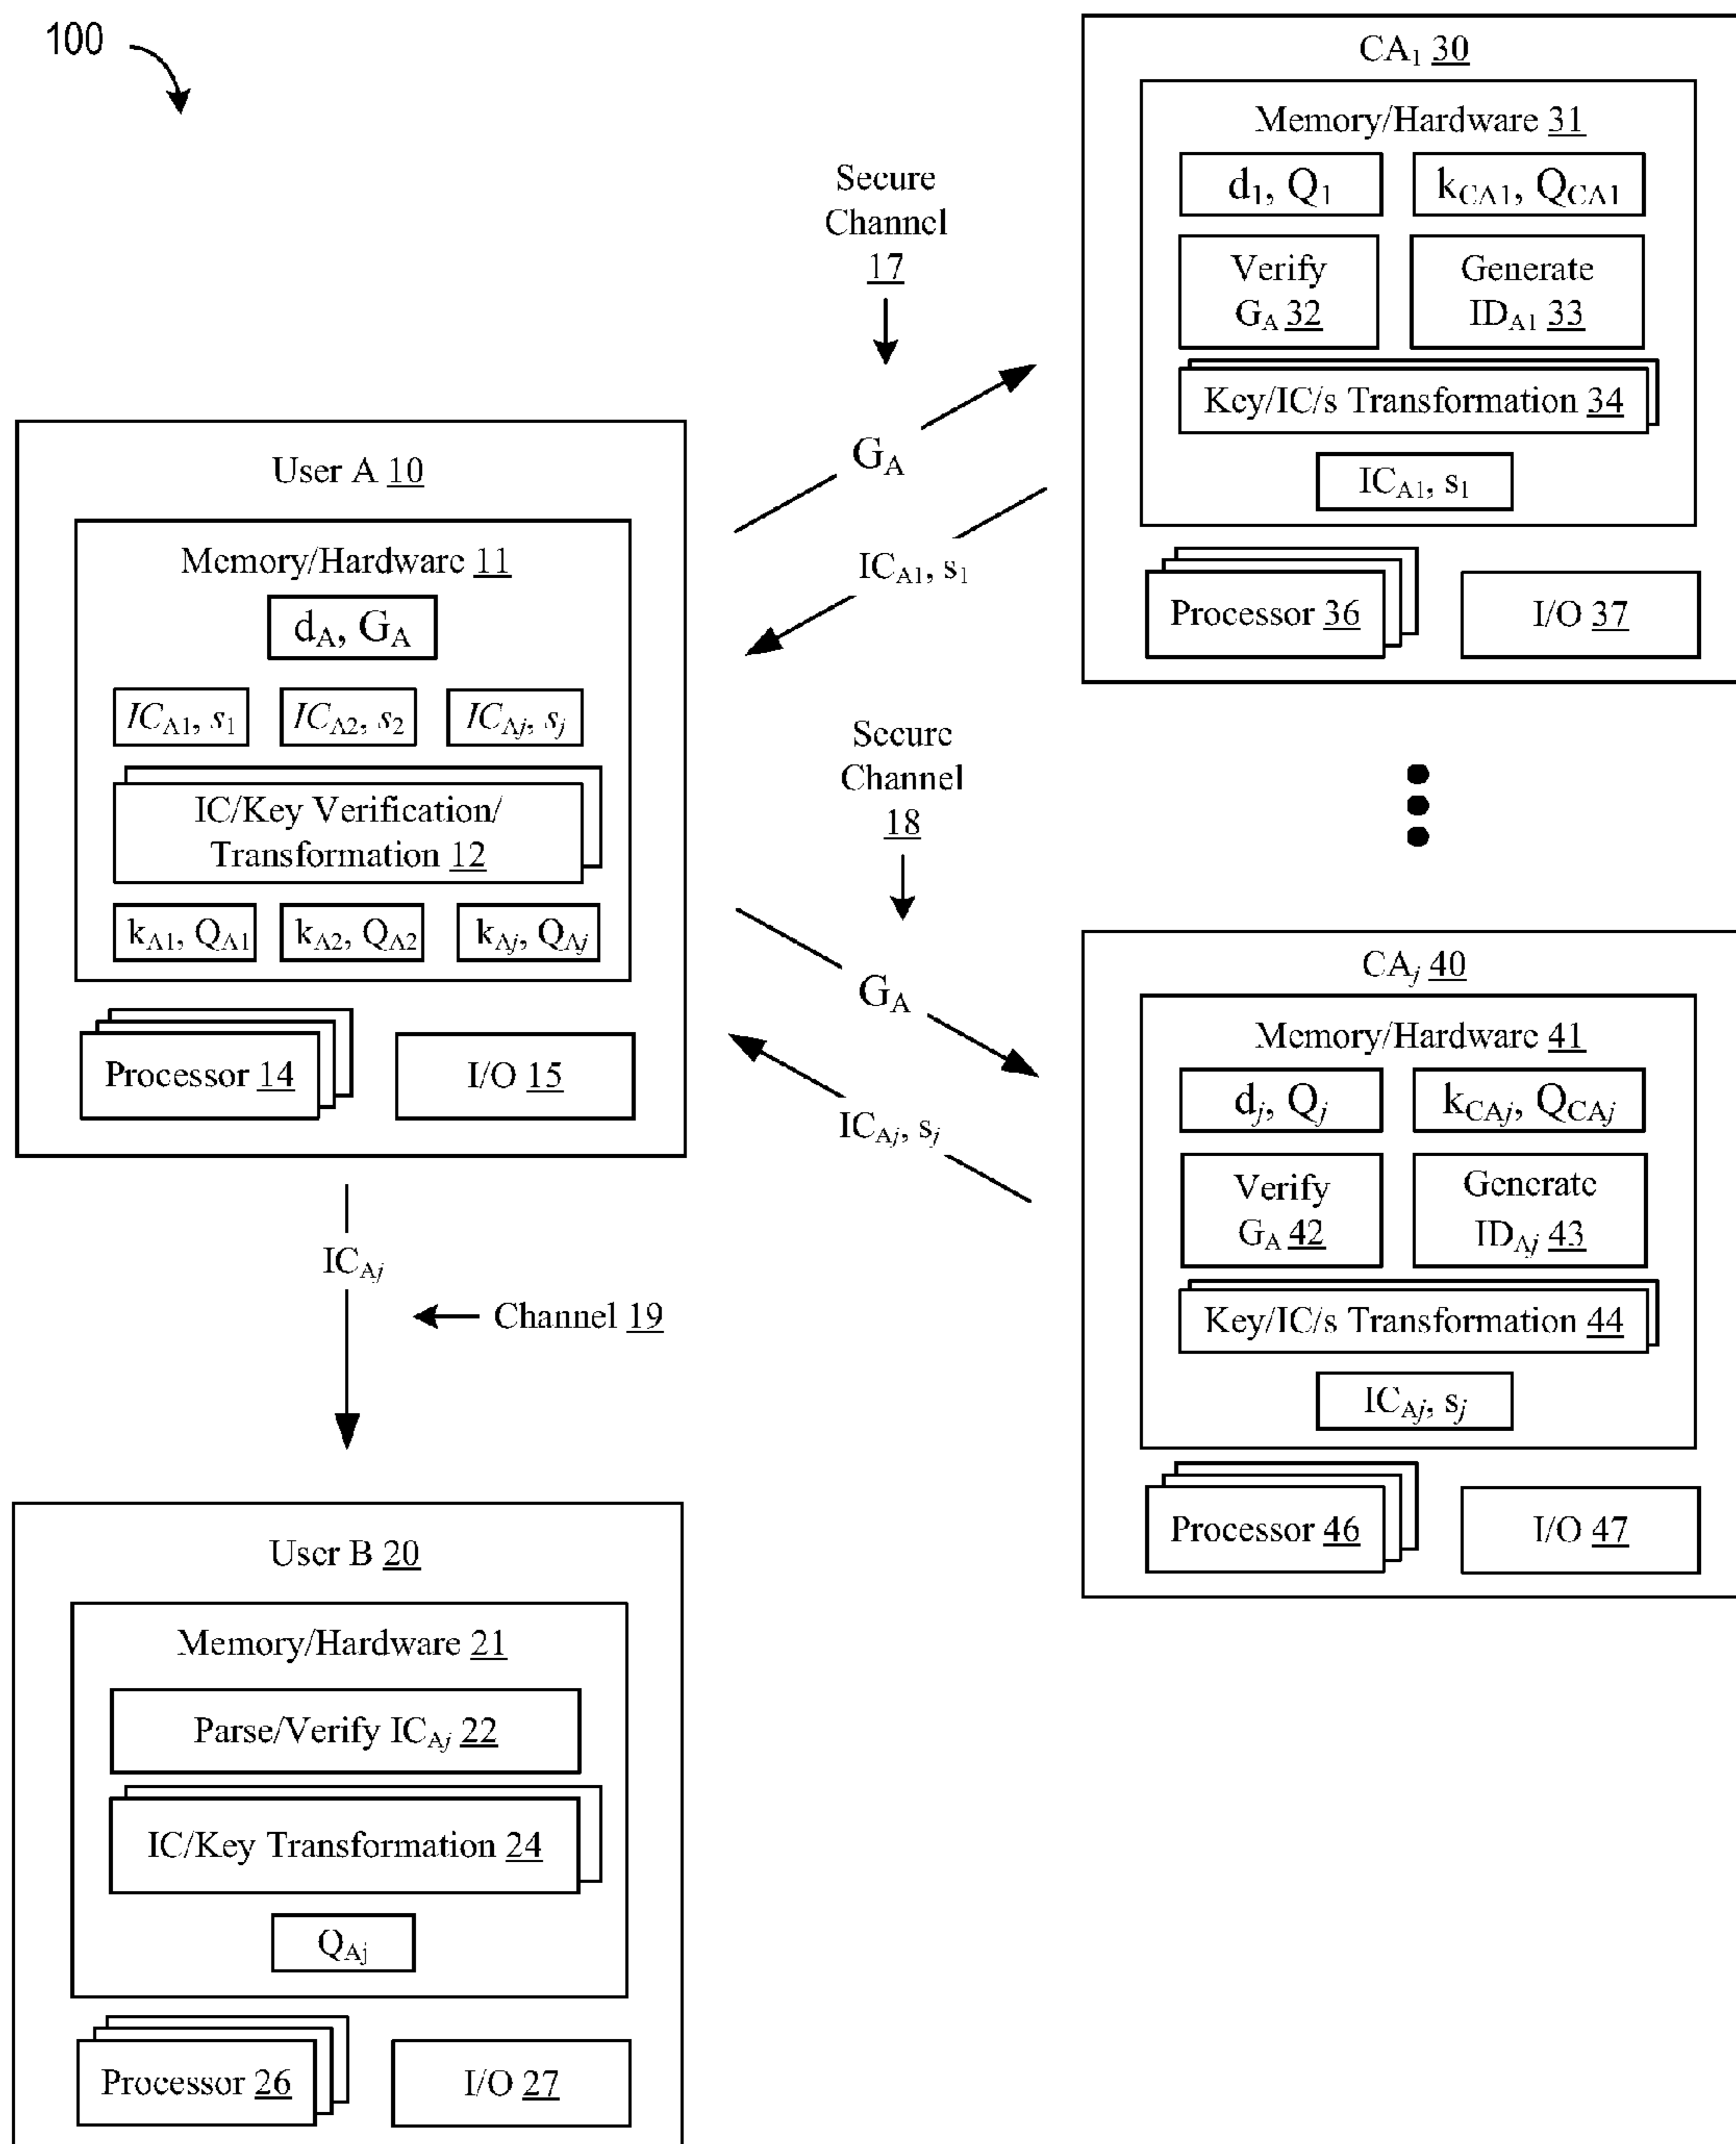 100
CA1 30
Memory/Hardware 31
d1, Q1
kCA1, QCA1
Verify
GA 32
Generate
IDA1 33
Key/IC/s Transformation 34
ICA1, s1
Processor 36
I/O 37
Secure
Channel
17
GA
ICA1, s1
User A 10
Memory/Hardware 11
dA, GA
ICA1, s1
ICA2, s2
ICAj, sj
IC/Key Verification/
Transformation 12
kA1, QA1
kA2, QA2
kAj, QAj
Processor 14
I/O 15
Secure
Channel
18
GA
ICAj, sj
CAj 40
Memory/Hardware 41
dj, Qj
kCAj, QCAj
Verify
GA 42
Generate
IDAj 43
Key/IC/s Transformation 44
ICAj, sj
Processor 46
I/O 47
ICAj
Channel 19
User B 20
Memory/Hardware 21
Parse/Verify ICAj 22
IC/Key Transformation 24
QAj
Processor 26
I/O 27